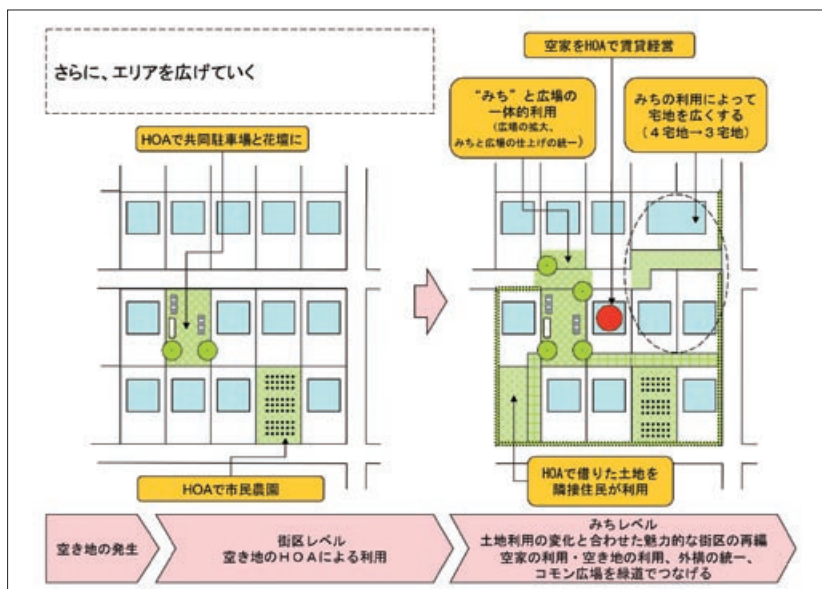 さらに、エリアを広げていく
空家をHOAで賃貸経営
“みち”と広場の
一体的利用
(広場の拡大、
みちと広場の仕上げの統一)
みちの利用によって
宅地を広くする
(4宅地→3宅地)
HOAで共同駐車場と花壇に
HOAで市民農園
HOAで借りた土地を
隣接住民が利用
空き地の発生
街区レベル
空き地のHOAによる利用
みちレベル
土地利用の変化と合わせた魅力的な街区の再編
空家の利用・空き地の利用、外構の統一、
コモン広場を緑道でつなげる